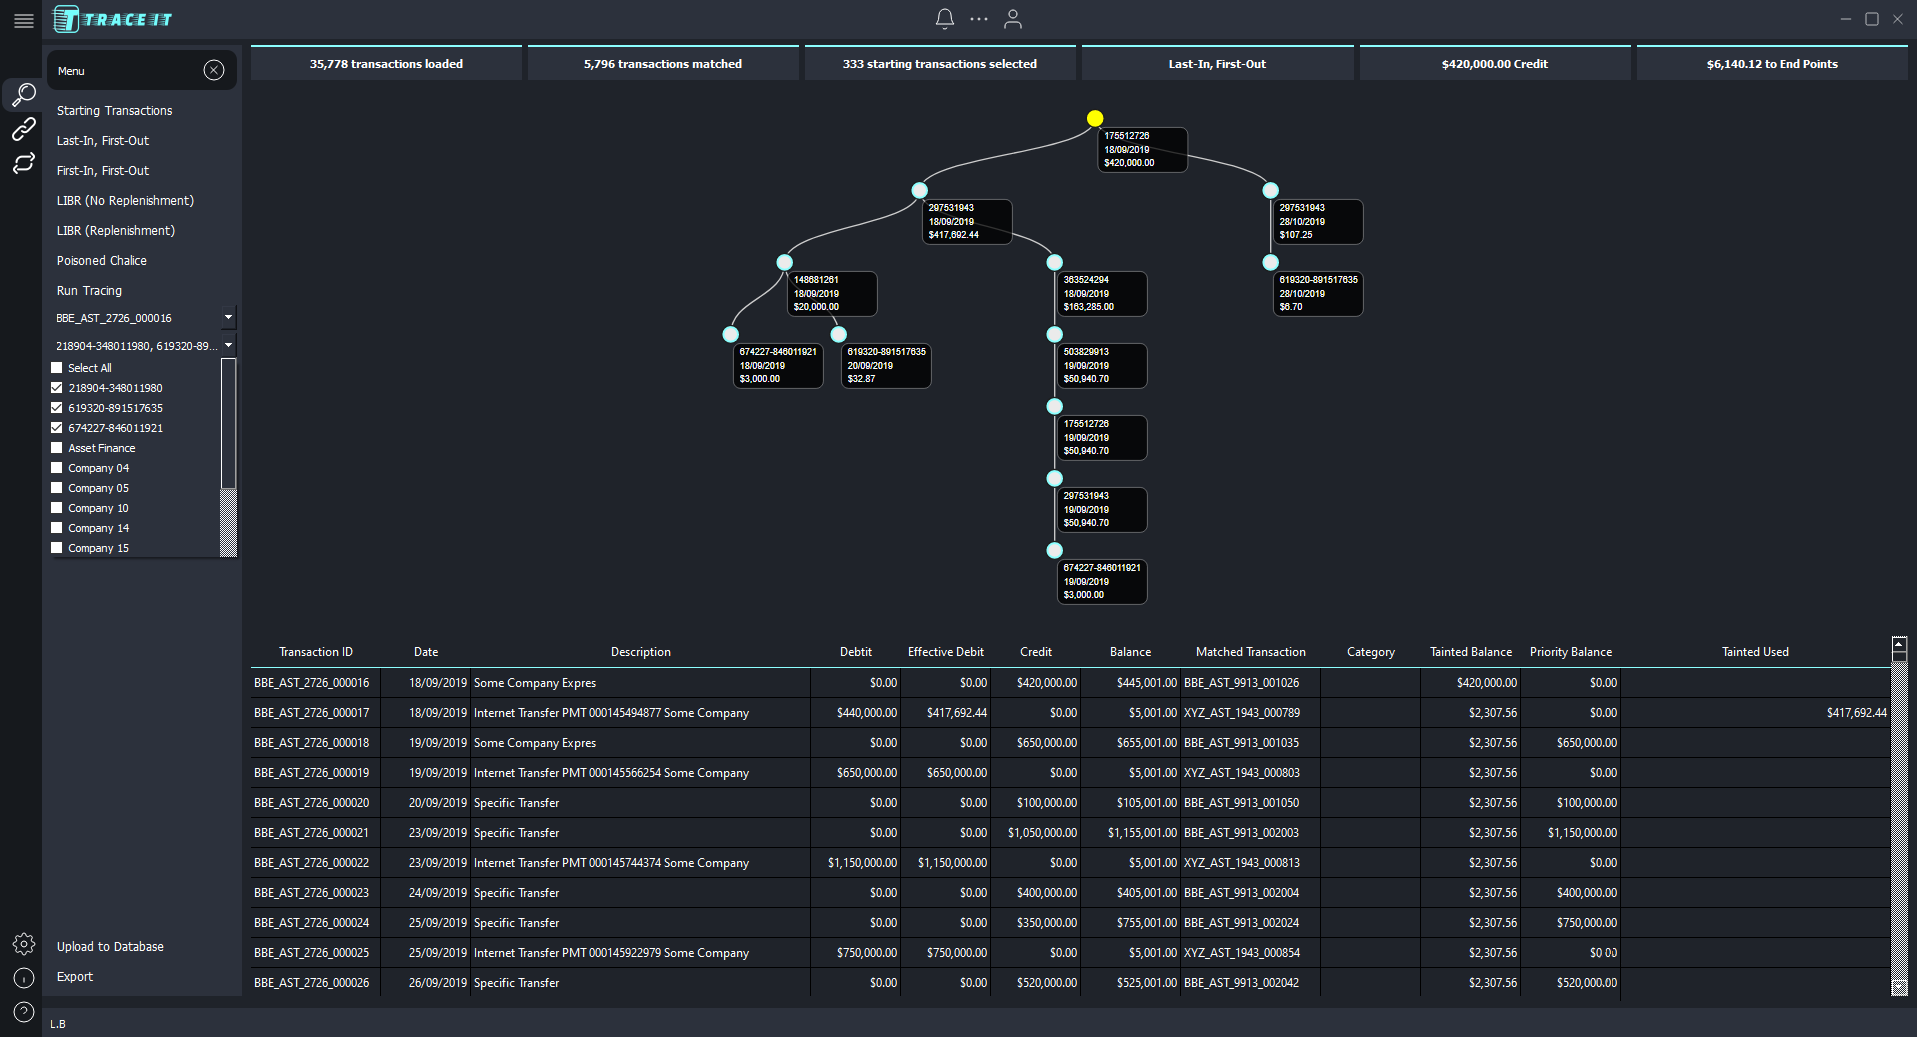 TRACE IT
35,778 transactions loaded
5,796 transactions matched
333 starting transactions selected
Last-In, First-Out
$420,000.00 Credit
$6,140.12 to End Points
Menu
Starting Transactions
Last-In, First-Out
First-In, First-Out
LIBR (No Replenishment)
LIBR (Replenishment)
Poisoned Chalice
Run Tracing
BBE_AST_2726_000016
218904-348011980, 619320-89...
Select All
218904-348011980
619320-891517635
674227-846011921
Asset Finance
Company 04
Company 05
Company 10
Company 14
Company 15
Upload to Database
Export
L.B
175512726
18/09/2019
$420,000.00
297531943
18/09/2019
$417,692.44
297531943
28/10/2019
$107.25
148681261
18/09/2019
$20,000.00
363524294
18/09/2019
$163,285.00
619320-891517635
28/10/2019
$6.70
674227-846011921
18/09/2019
$3,000.00
619320-891517635
20/09/2019
$32.87
503829913
19/09/2019
$50,940.70
175512726
19/09/2019
$50,940.70
297531943
19/09/2019
$50,940.70
674227-846011921
19/09/2019
$3,000.00
Transaction ID Date Description Debtit Effective Debit Credit Balance Matched Transaction Category Tainted Balance Priority Balance Tainted Used
BBE_AST_2726_000016 18/09/2019 Some Company Expres $0.00 $0.00 $420,000.00 $445,001.00 BBE_AST_9913_001026 $420,000.00 $0.00
BBE_AST_2726_000017 18/09/2019 Internet Transfer PMT 000145494877 Some Company $440,000.00 $417,692.44 $0.00 $5,001.00 XYZ_AST_1943_000789 $2,307.56 $0.00 $417,692.44
BBE_AST_2726_000018 19/09/2019 Some Company Expres $0.00 $0.00 $650,000.00 $655,001.00 BBE_AST_9913_001035 $2,307.56 $650,000.00
BBE_AST_2726_000019 19/09/2019 Internet Transfer PMT 000145566254 Some Company $650,000.00 $650,000.00 $0.00 $5,001.00 XYZ_AST_1943_000803 $2,307.56 $0.00
BBE_AST_2726_000020 20/09/2019 Specific Transfer $0.00 $0.00 $100,000.00 $105,001.00 BBE_AST_9913_001050 $2,307.56 $100,000.00
BBE_AST_2726_000021 23/09/2019 Specific Transfer $0.00 $0.00 $1,050,000.00 $1,155,001.00 BBE_AST_9913_002003 $2,307.56 $1,150,000.00
BBE_AST_2726_000022 23/09/2019 Internet Transfer PMT 000145744374 Some Company $1,150,000.00 $1,150,000.00 $0.00 $5,001.00 XYZ_AST_1943_000813 $2,307.56 $0.00
BBE_AST_2726_000023 24/09/2019 Specific Transfer $0.00 $0.00 $400,000.00 $405,001.00 BBE_AST_9913_002004 $2,307.56 $400,000.00
BBE_AST_2726_000024 25/09/2019 Specific Transfer $0.00 $0.00 $350,000.00 $755,001.00 BBE_AST_9913_002024 $2,307.56 $750,000.00
BBE_AST_2726_000025 25/09/2019 Internet Transfer PMT 000145922979 Some Company $750,000.00 $750,000.00 $0.00 $5,001.00 XYZ_AST_1943_000854 $2,307.56 $0.00
BBE_AST_2726_000026 26/09/2019 Specific Transfer $0.00 $0.00 $520,000.00 $525,001.00 BBE_AST_9913_002042 $2,307.56 $520,000.00